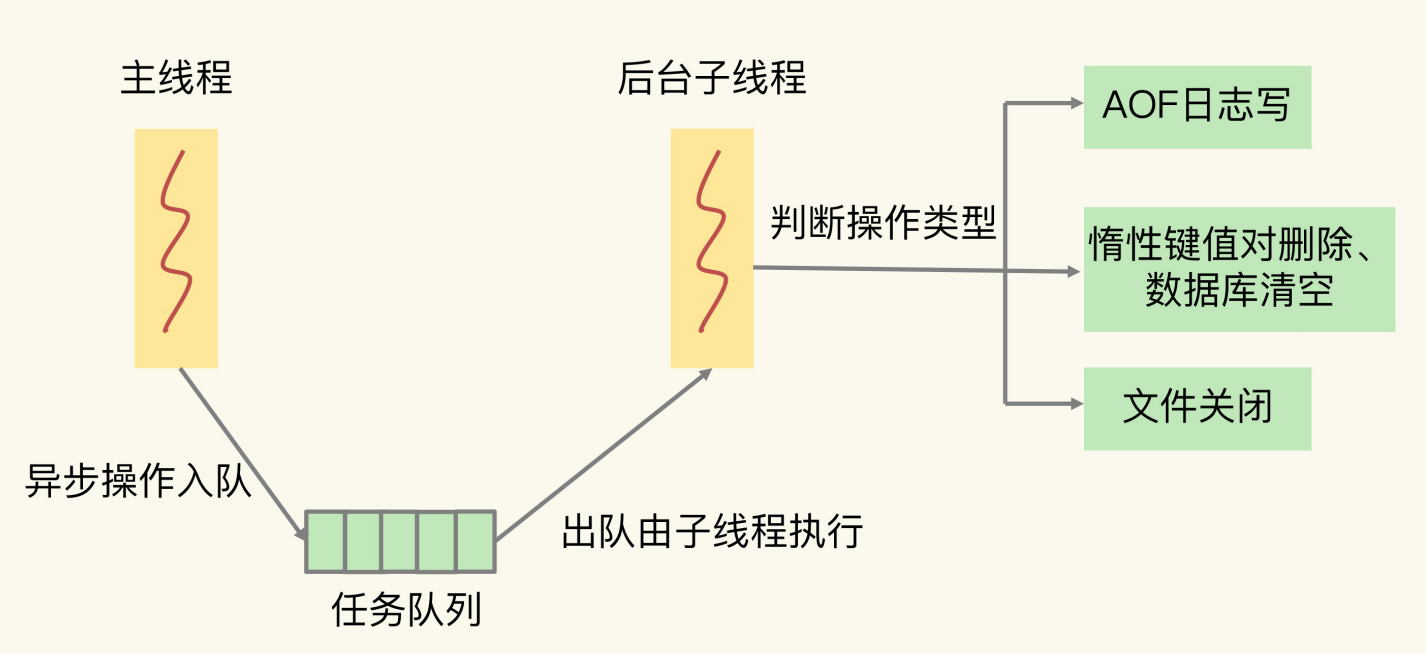 主线程
后台子线程
AOF日志写
判断操作类型
惰性键值对删除、
数据库清空
文件关闭
异步操作入队
出队由子线程执行
任务队列